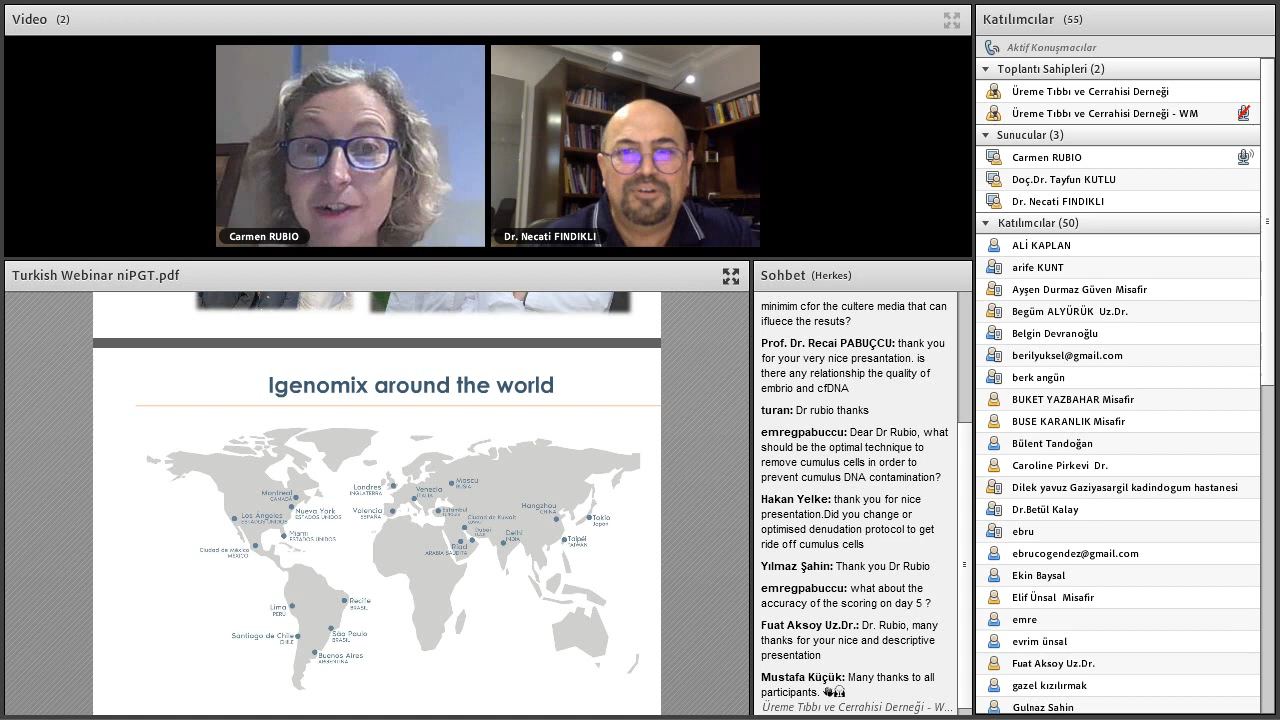 Video (2)
Carmen RUBIO
Dr. Necati FINDIKLI
Turkish Webinar niPGT.pdf
Igenomix around the world
Montreal
CANADÁ
Nueva York
ESTADOS UNIDOS
Los Ángeles
ESTADOS UNIDOS
Miami
ESTADOS UNIDOS
Ciudad de México
MÉXICO
Lima
PERU
Recife
BRASIL
Santiago de Chile
CHILE
São Paulo
BRASIL
Buenos Aires
ARGENTINA
Londres
INGLATERRA
Valencia
ESPAÑA
Venecia
ITALIA
Moscu
RUSIA
Estambul
Ciudad de Kuwait
Dubai
Riad
ARABIA SAUDITA
Delhi
INDIA
Hangzhou
CHINA
Tokio
Japón
Taipéi
TAIWAN
Sohbet (Herkes)
minimim cfor the cultere media that can
ifluece the resuts?
Prof. Dr. Recai PABUÇCU: thank you
for your very nice presantation. is
there any relationship the quality of
embrio and cfDNA
turan: Dr rubio thanks
emregpabuccu: Dear Dr Rubio, what
should be the optimal technique to
remove cumulus cells in order to
prevent cumulus DNA contamination?
Hakan Yelke: thank you for nice
presentation.Did you change or
optimised denudation protocol to get
ride off cumulus cells
Yılmaz Şahin: Thank you Dr Rubio
emregpabuccu: what about the
accuracy of the scoring on day 5 ?
Fuat Aksoy Uz.Dr.: Dr. Rubio, many
thanks for your nice and descriptive
presentation
Mustafa Küçük: Many thanks to all
participants.
Üreme Tıbbı ve Cerrahisi Derneği - W...
Katılımcılar (55)
Aktif Konuşmacılar
Toplantı Sahipleri (2)
Üreme Tıbbı ve Cerrahisi Derneği
Üreme Tıbbı ve Cerrahisi Derneği - WM
Sunucular (3)
Carmen RUBIO
Doç.Dr. Tayfun KUTLU
Dr. Necati FINDIKLI
Katılımcılar (50)
ALİ KAPLAN
arife KUNT
Ayşen Durmaz Güven Misafir
Begüm ALYÜRÜK Uz.Dr.
Belgin Devranoğlu
berilyuksel@gmail.com
berk angün
BUKET YAZBAHAR Misafir
BUSE KARANLIK Misafir
Bülent Tandoğan
Caroline Pirkevi Dr.
Dilek yavuz Gaziyasargil kadindogum hastanesi
Dr.Betül Kalay
ebru
ebrucogendez@gmail.com
Ekin Baysal
Elif Ünsal Misafir
emre
evrim ünsal
Fuat Aksoy Uz.Dr.
gazel kızılırmak
Gulnaz Sahin